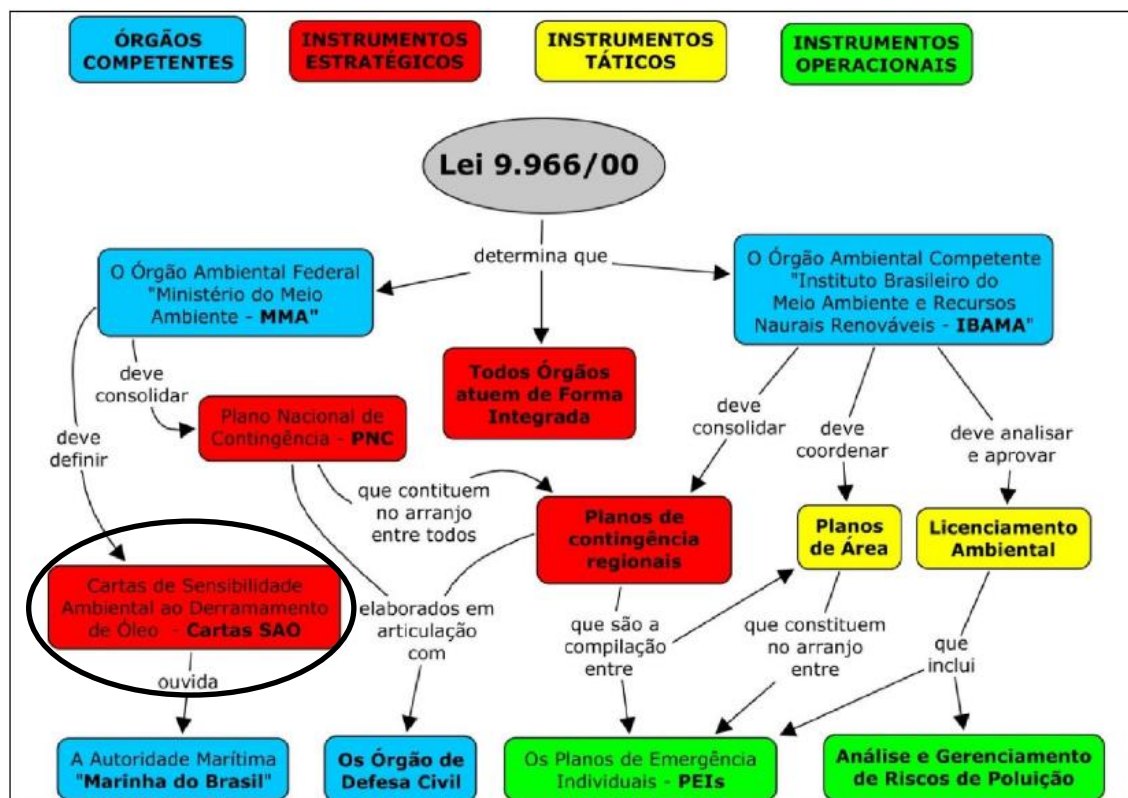 ÓRGÃOS
COMPETENTES
INSTRUMENTOS
ESTRATÉGICOS
INSTRUMENTOS
TÁTICOS
INSTRUMENTOS
OPERACIONAIS
Lei 9.966/00
determina que
O Órgão Ambiental Federal
"Ministério do Meio
Ambiente - MMA"
O Órgão Ambiental Competente
"Instituto Brasileiro do
Meio Ambiente e Recursos
Naurais Renováveis - IBAMA"
Todos Órgãos
atuem de Forma
Integrada
deve
consolidar
deve
definir
Plano Nacional de
Contingência - PNC
deve
consolidar
deve
coordenar
deve analisar
e aprovar
que contituem
no arranjo
entre todos
Planos de
contingência
regionais
Planos
de Área
Licenciamento
Ambiental
Cartas de Sensibilidade
Ambiental ao Derramamento
de Óleo - Cartas SAO
elaborados em
articulação
com
que são a
compilação
entre
que constituem
no arranjo
entre
que
inclui
ouvida
A Autoridade Marítima
"Marinha do Brasil"
Os Órgão de
Defesa Civil
Os Planos de Emergência
Individuais - PEIs
Análise e Gerenciamento
de Riscos de Poluição